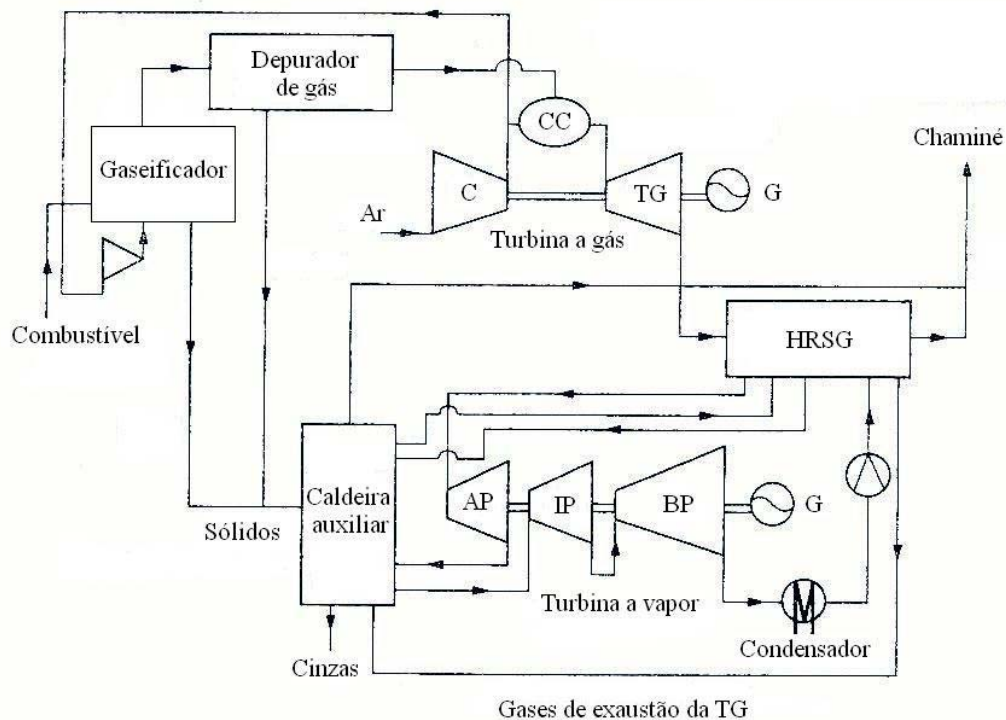 Depurador
de gás
CC
Chaminé
Gaseificador
C
TG
G
Ar
Turbina a gás
Combustível
HRSG
Caldeira
auxiliar
AP
IP
BP
G
Sólidos
Turbina a vapor
Condensador
Cinzas
Gases de exaustão da TG